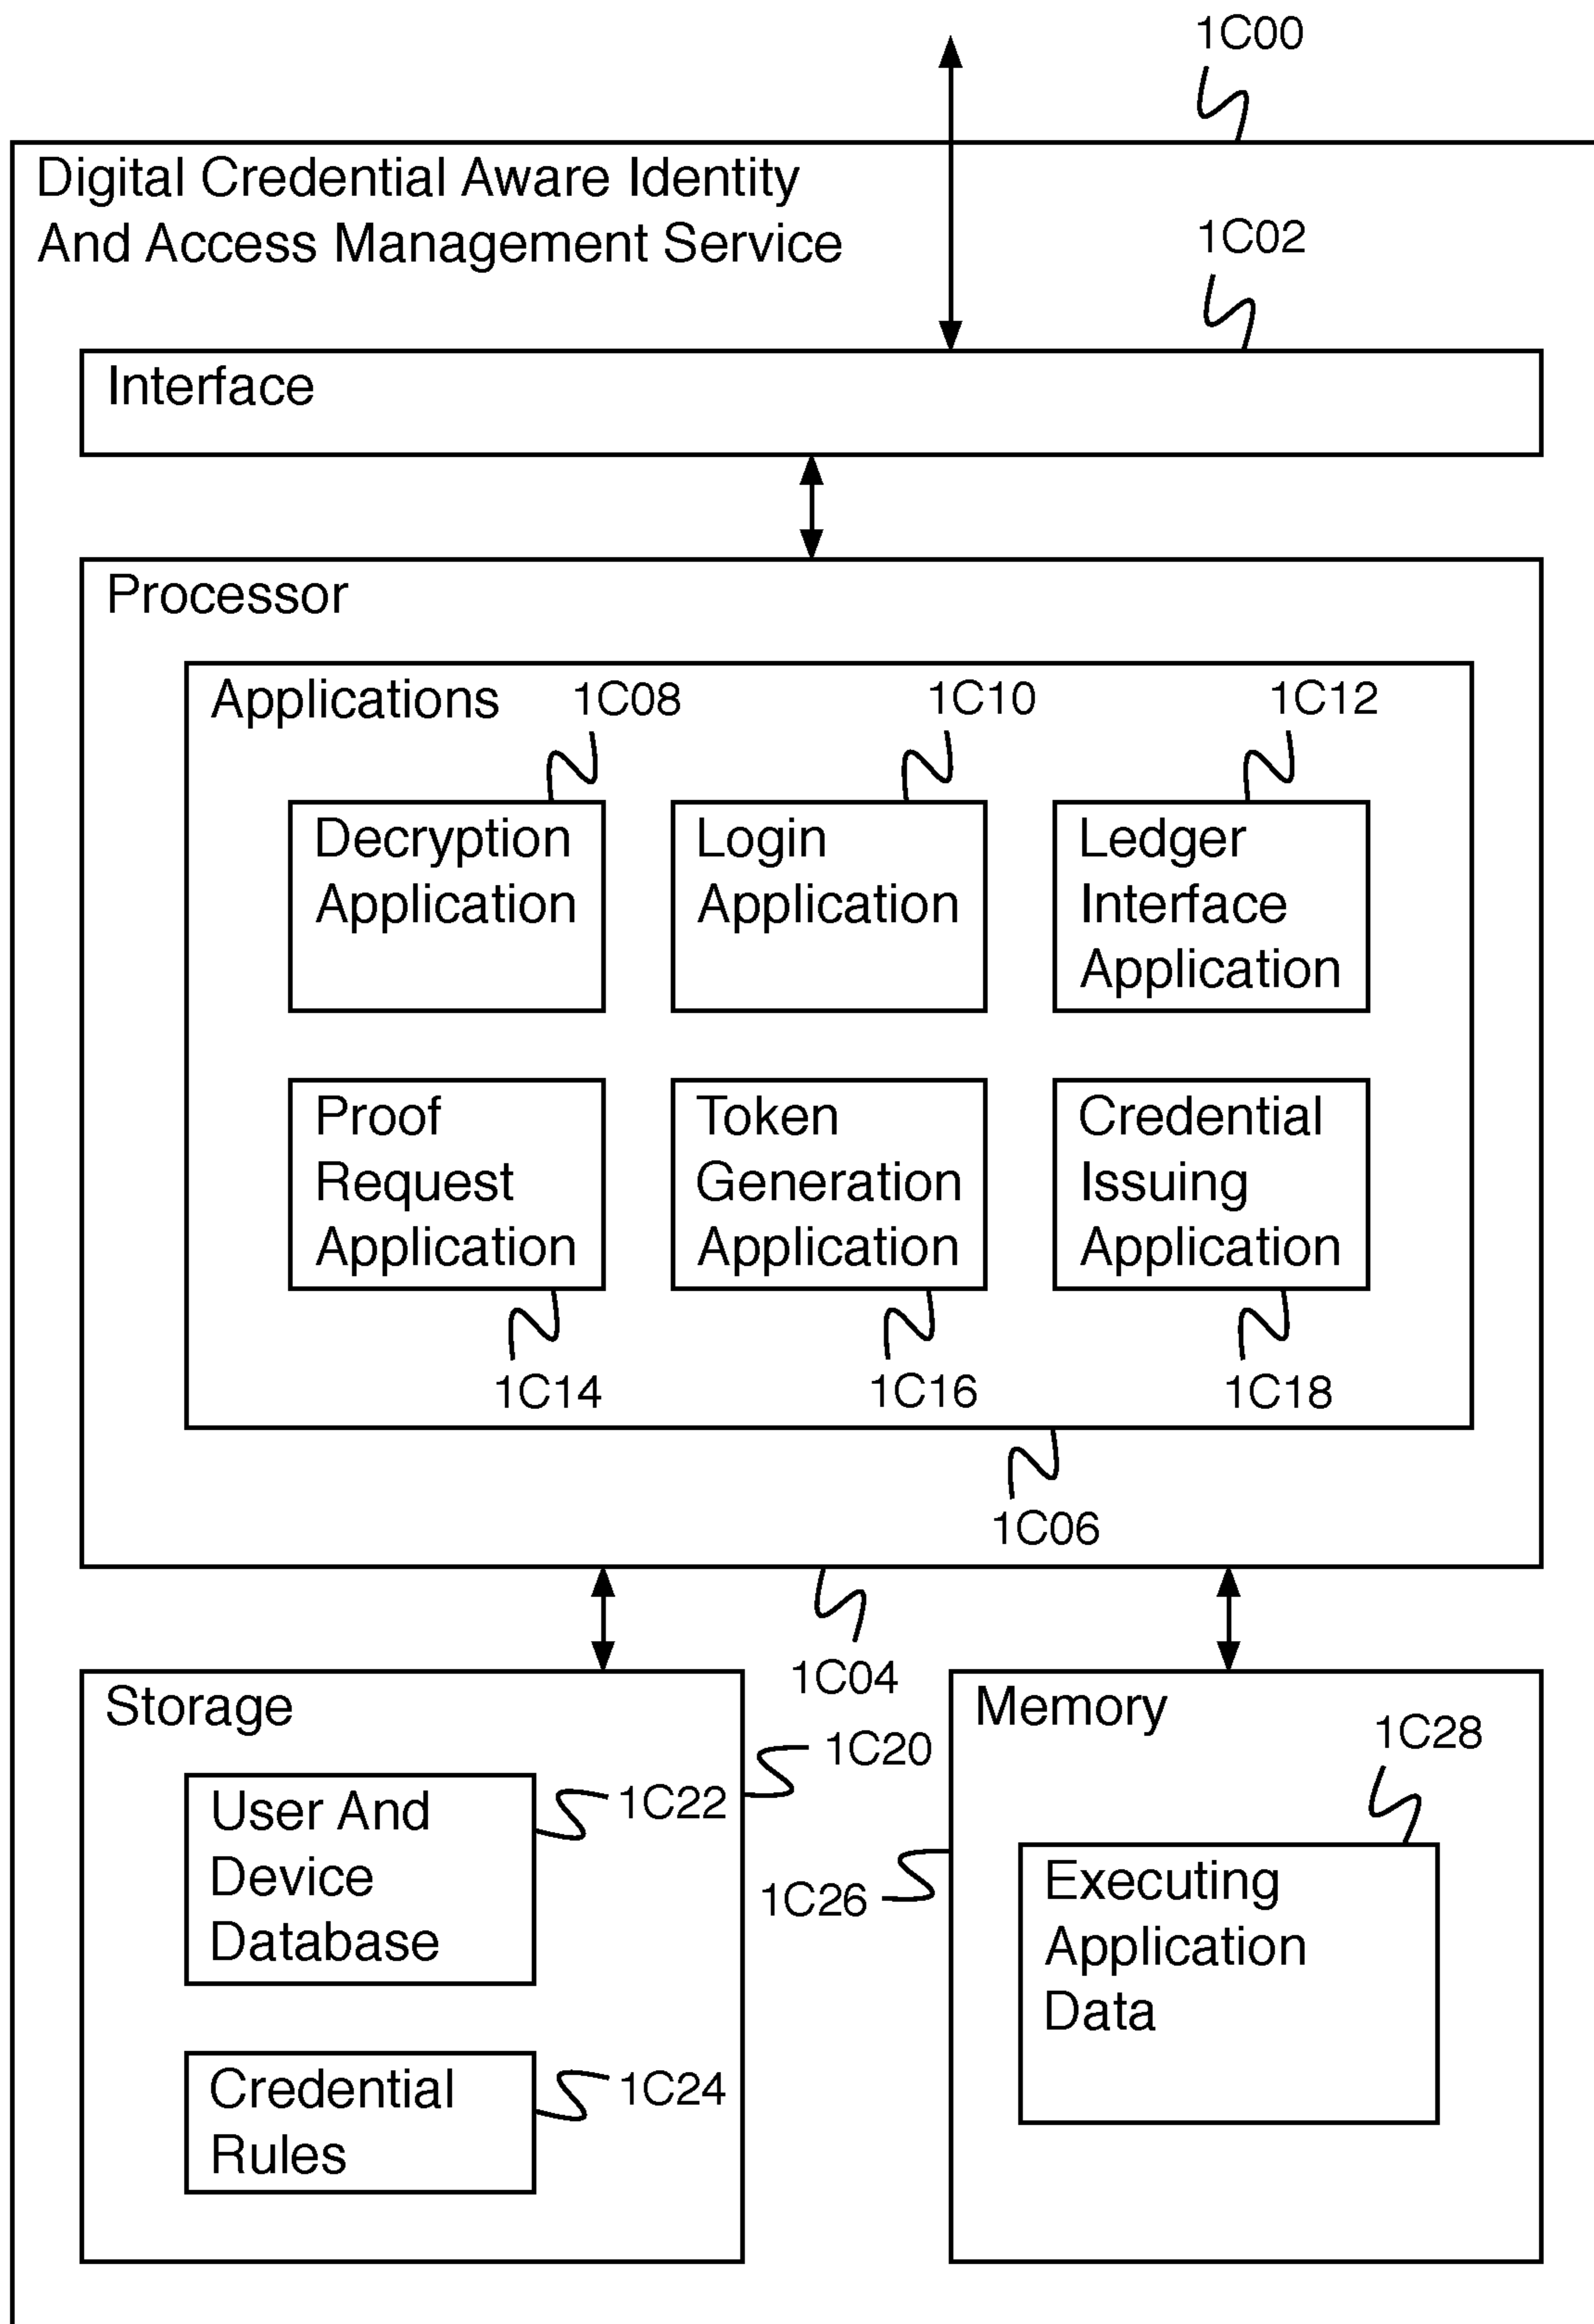 1C00
Digital Credential Aware Identity
And Access Management Service
1C02
Interface
Processor
Applications
1C08
1C10
1C12
Decryption
Application
Login
Application
Ledger
Interface
Application
Proof
Request
Application
Token
Generation
Application
Credential
Issuing
Application
1C14
1C16
1C18
1C06
1C04
Storage
1C20
1C22
User And
Device
Database
1C24
Credential
Rules
Memory
1C28
1C26
Executing
Application
Data